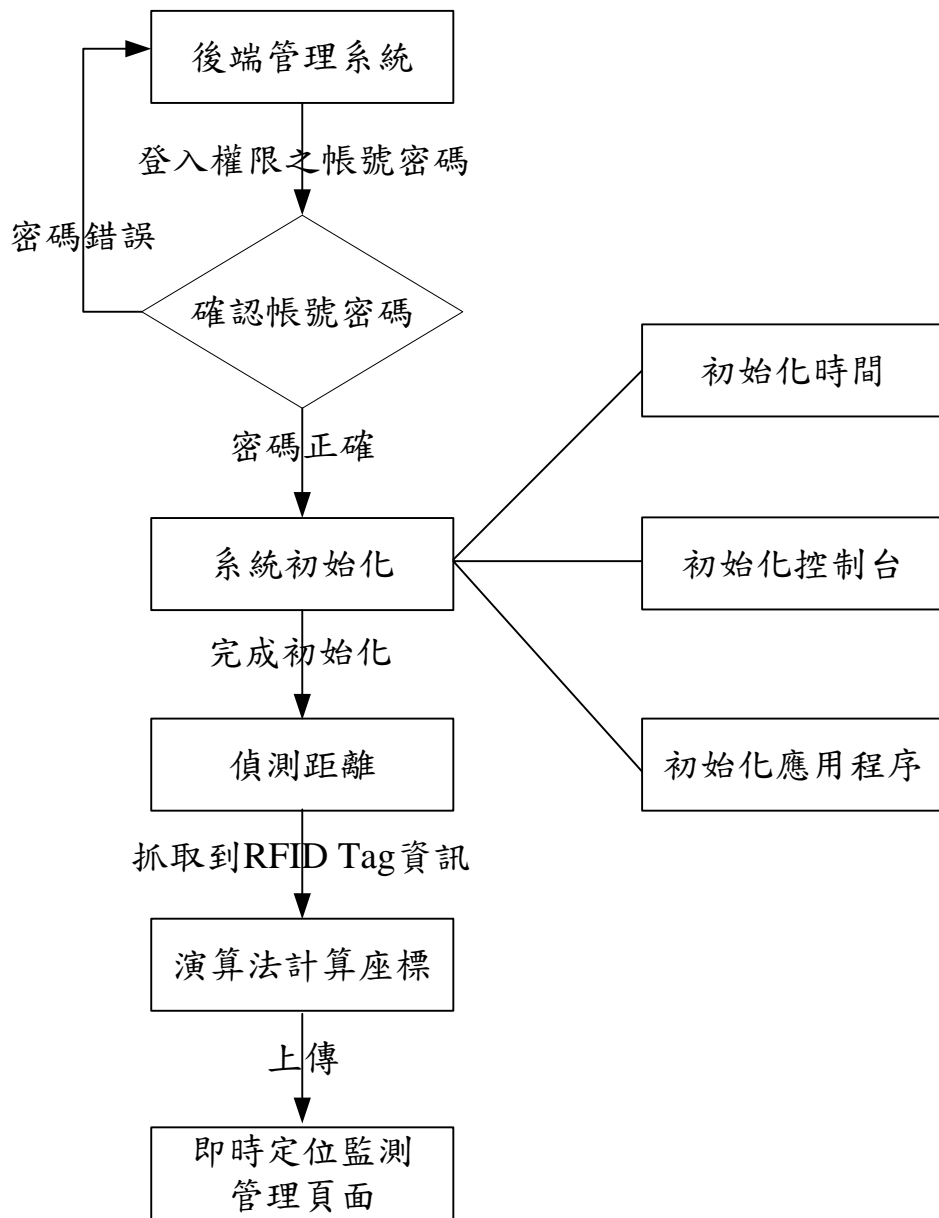 後端管理系統
登入權限之帳號密碼
密碼錯誤
確認帳號密碼
初始化時間
密碼正確
系統初始化
初始化控制台
完成初始化
偵測距離
初始化應用程序
抓取到RFID Tag資訊
演算法計算座標
上傳
即時定位監測
管理頁面